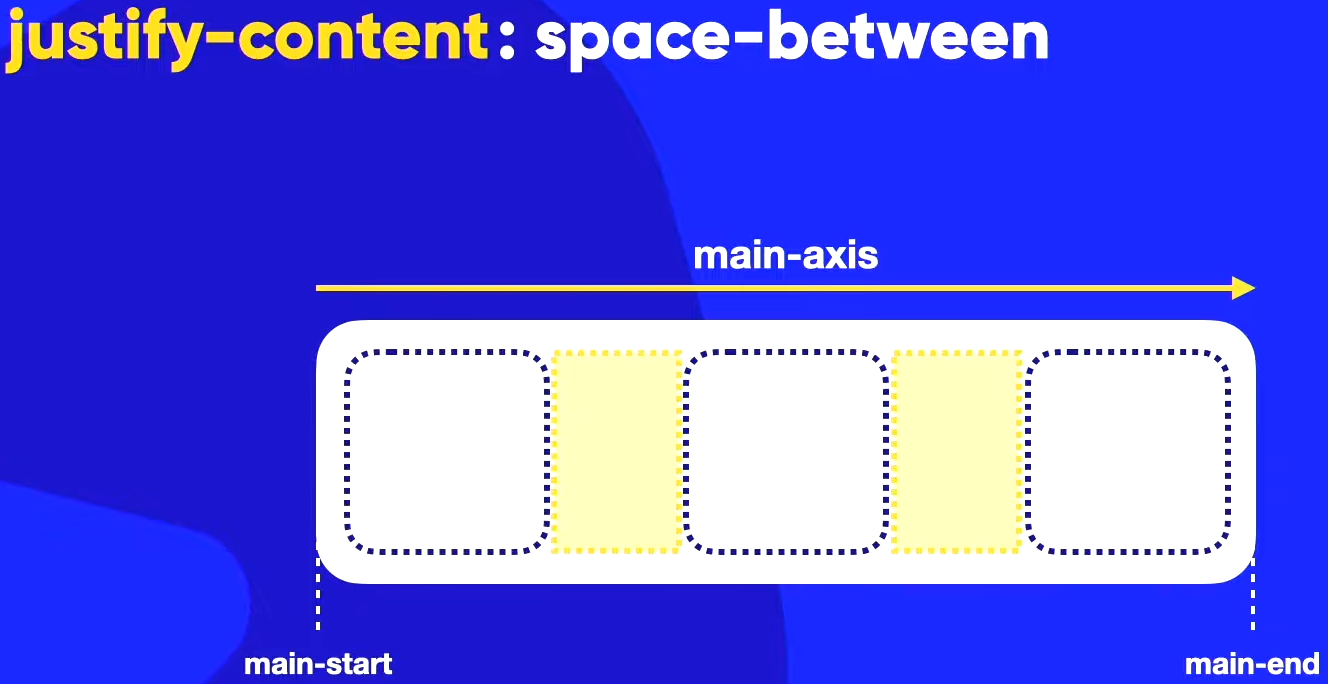 justify-content: space-between
main-axis
main-start
main-end